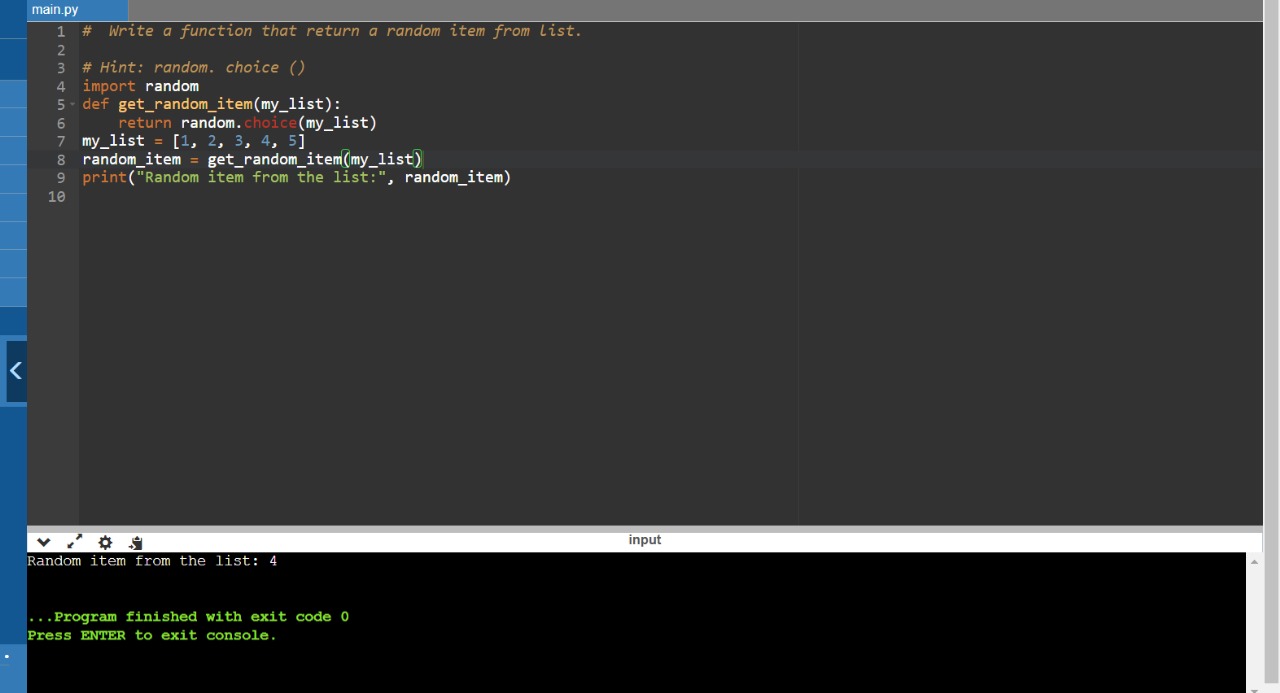 main.py
1 #  Write a function that return a random item from list.
2
3 # Hint: random. choice ()
4 import random
5 def get_random_item(my_list):
6     return random.choice(my_list)
7 my_list = [1, 2, 3, 4, 5]
8 random_item = get_random_item(my_list)
9 print("Random item from the list:", random_item)
10
input
Random item from the list: 4
...Program finished with exit code 0
Press ENTER to exit console.